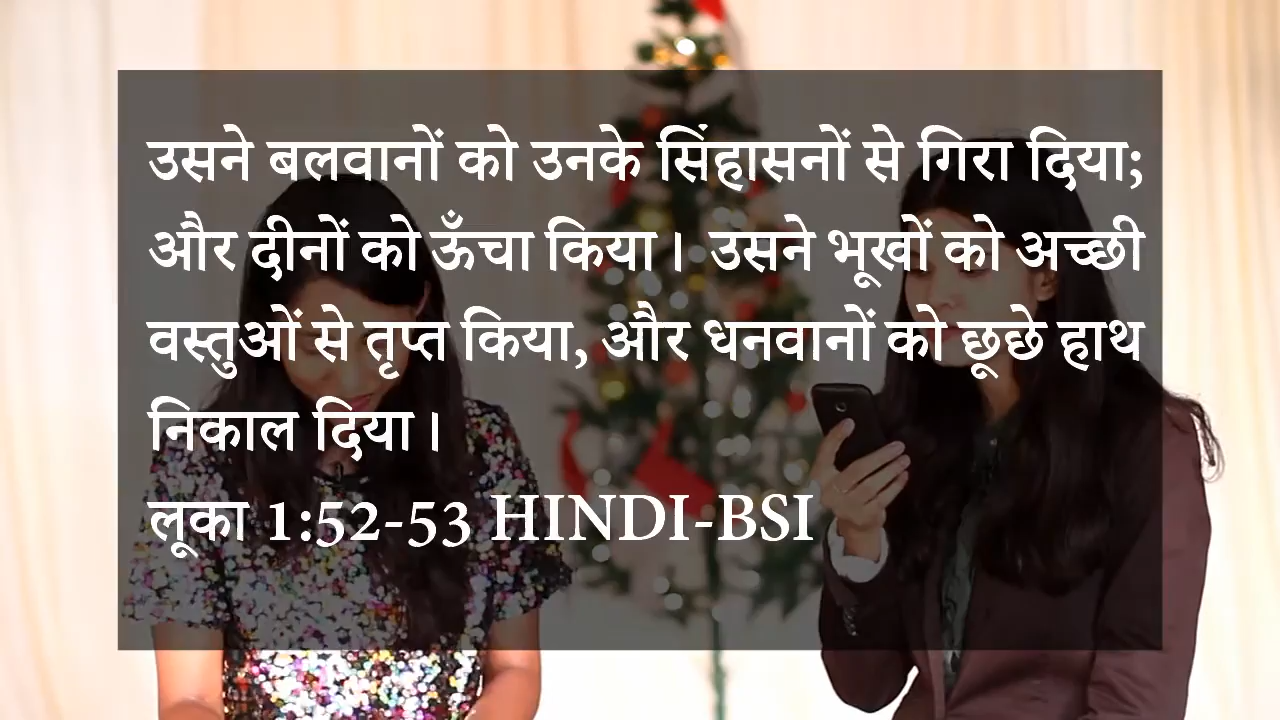 उसने बलवानों को उनके सिंहासनों से गिरा दिया;
और दीनों को ऊँचा किया। उसने भूखों को अच्छी
वस्तुओं से तृप्त किया, और धनवानों को छूछे हाथ
निकाल दिया।
लूका 1:52-53 HINDI-BSI